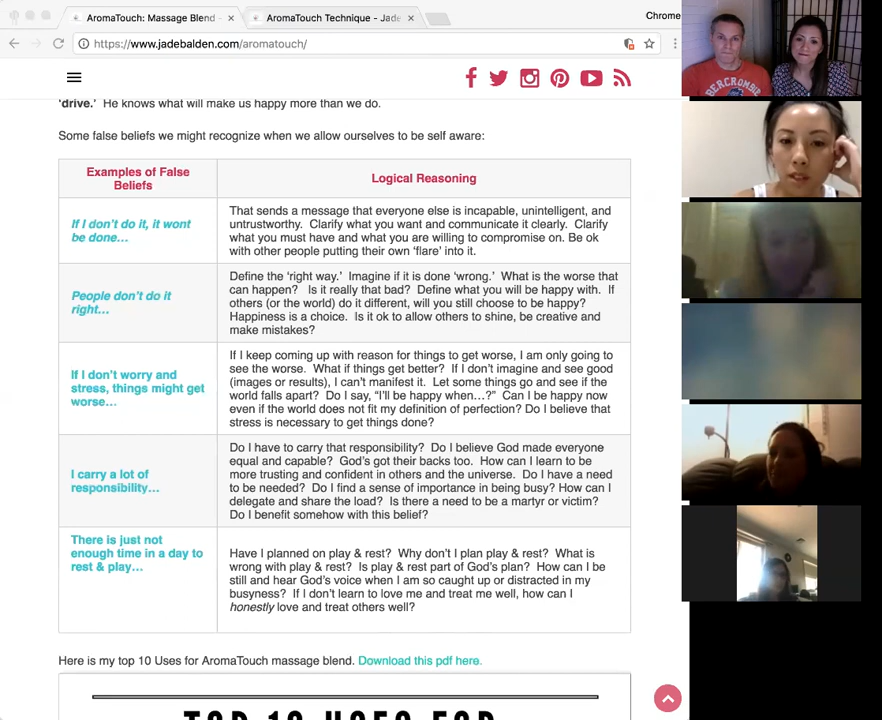 AromaTouch: Massage Blend -
AromaTouch Technique - Jade
Chrome
https://www.jadebalden.com/aromatouch/
'drive.' He knows what will make us happy more than we do.
Some false beliefs we might recognize when we allow ourselves to be self aware:
Examples of False
Beliefs
Logical Reasoning
If I don't do it, it wont
be done…
That sends a message that everyone else is incapable, unintelligent, and
untrustworthy. Clarify what you want and communicate it clearly. Clarify
what you must have and what you are willing to compromise on. Be ok
with other people putting their own 'flare' into it.
People don't do it
right…
Define the 'right way.' Imagine if it is done 'wrong.' What is the worse that
can happen? Is it really that bad? Define what you will be happy with. If
others (or the world) do it different, will you still choose to be happy?
Happiness is a choice. Is it ok to allow others to shine, be creative and
make mistakes?
If I don't worry and
stress, things might get
worse…
If I keep coming up with reason for things to get worse, I am only going to
see the worse. What if things get better? If I don't imagine and see good
(images or results), I can't manifest it. Let some things go and see if the
world falls apart? Do I say, "I'll be happy when…?" Can I be happy now
even if the world does not fit my definition of perfection? Do I believe that
stress is necessary to get things done?
I carry a lot of
responsibility…
Do I have to carry that responsibility? Do I believe God made everyone
equal and capable? God's got their backs too. How can I learn to be
more trusting and confident in others and the universe. Do I have a need
to be needed? Do I find a sense of importance in being busy? How can I
delegate and share the load? Is there a need to be a martyr or victim?
Do I benefit somehow with this belief?
There is just not
enough time in a day to
rest & play…
Have I planned on play & rest? Why don't I plan play & rest? What is
wrong with play & rest? Is play & rest part of God's plan? How can I be
still and hear God's voice when I am so caught up or distracted in my
busyness? If I don't learn to love me and treat me well, how can I
honestly love and treat others well?
Here is my top 10 Uses for AromaTouch massage blend. Download this pdf here.
TOP 10 USES FOR